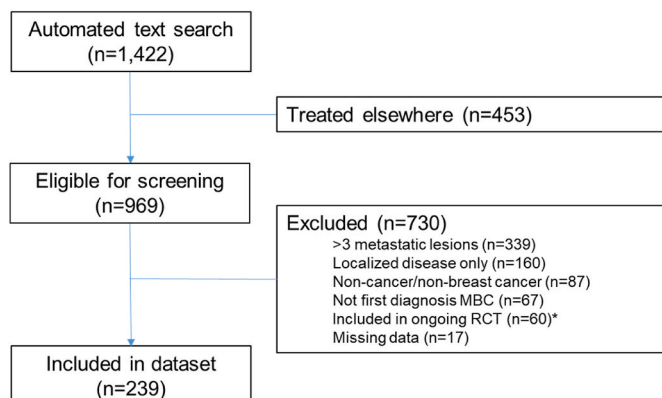 Automated text search
(n=1,422)
Treated elsewhere (n=453)
Eligible for screening
(n=969)
Excluded (n=730)
>3 metastatic lesions (n=339)
Localized disease only (n=160)
Non-cancer/non-breast cancer (n=87)
Not first diagnosis MBC (n=67)
Included in ongoing RCT (n=60)*
Missing data (n=17)
Included in dataset
(n=239)